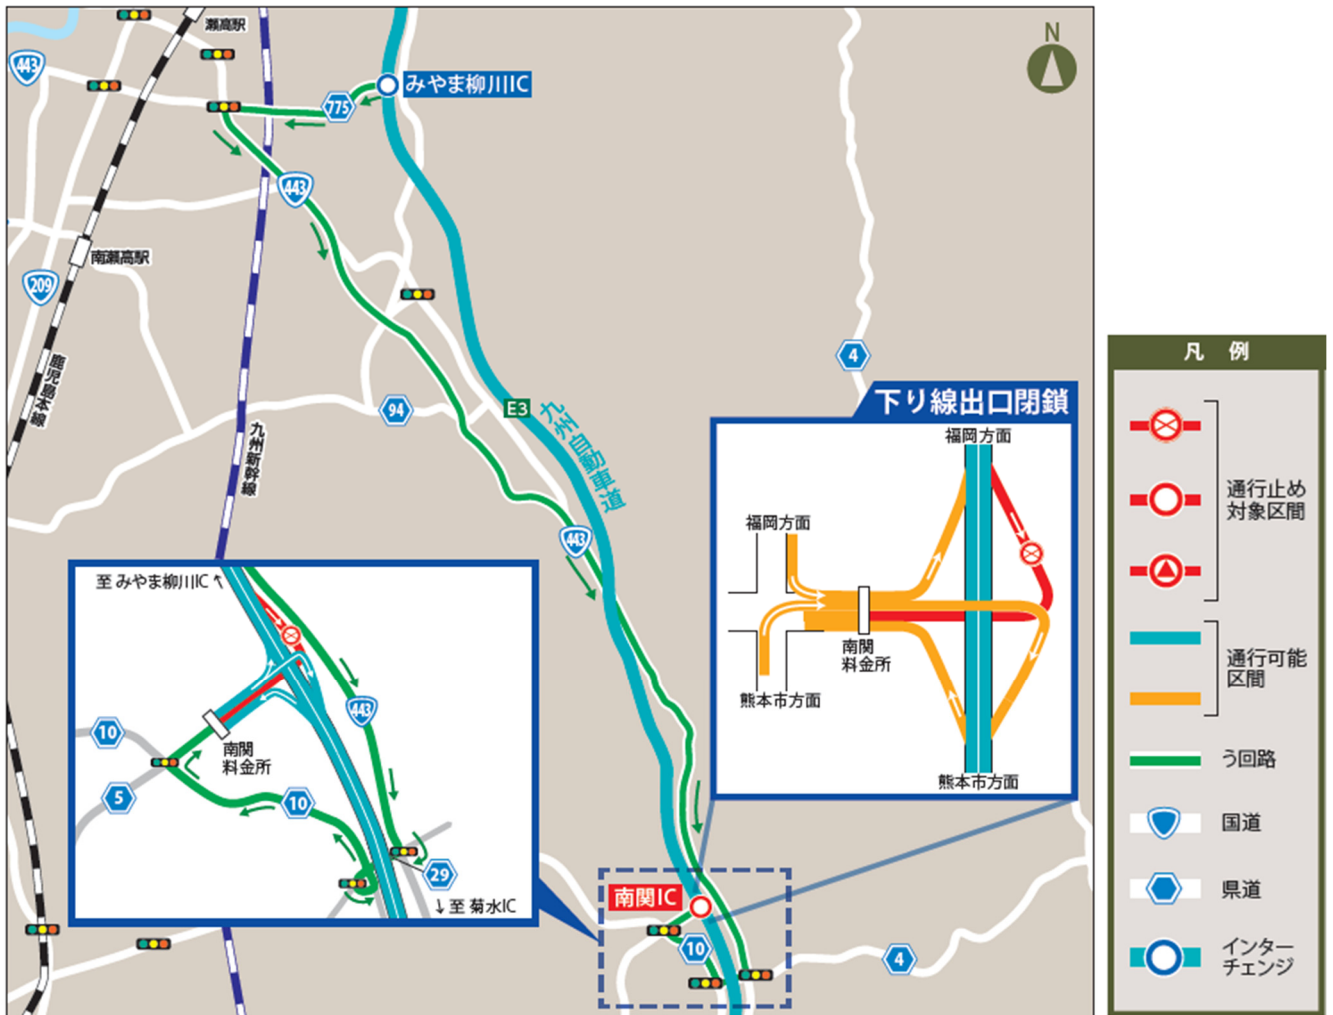 瀬高駅
N
443
775
みやま柳川IC
443
南瀬高駅
209
鹿児島本線
4
94
E3
九州自動車道
九州新幹線
443
下り線出口閉鎖
福岡方面
福岡方面
南関
料金所
熊本市方面
熊本市方面
至 みやま柳川IC
443
10
南関
料金所
5
10
29
至 菊水IC
南関IC
10
4
凡 例
通行止め
対象区間
通行可能
区間
う回路
国道
県道
インター
チェンジ